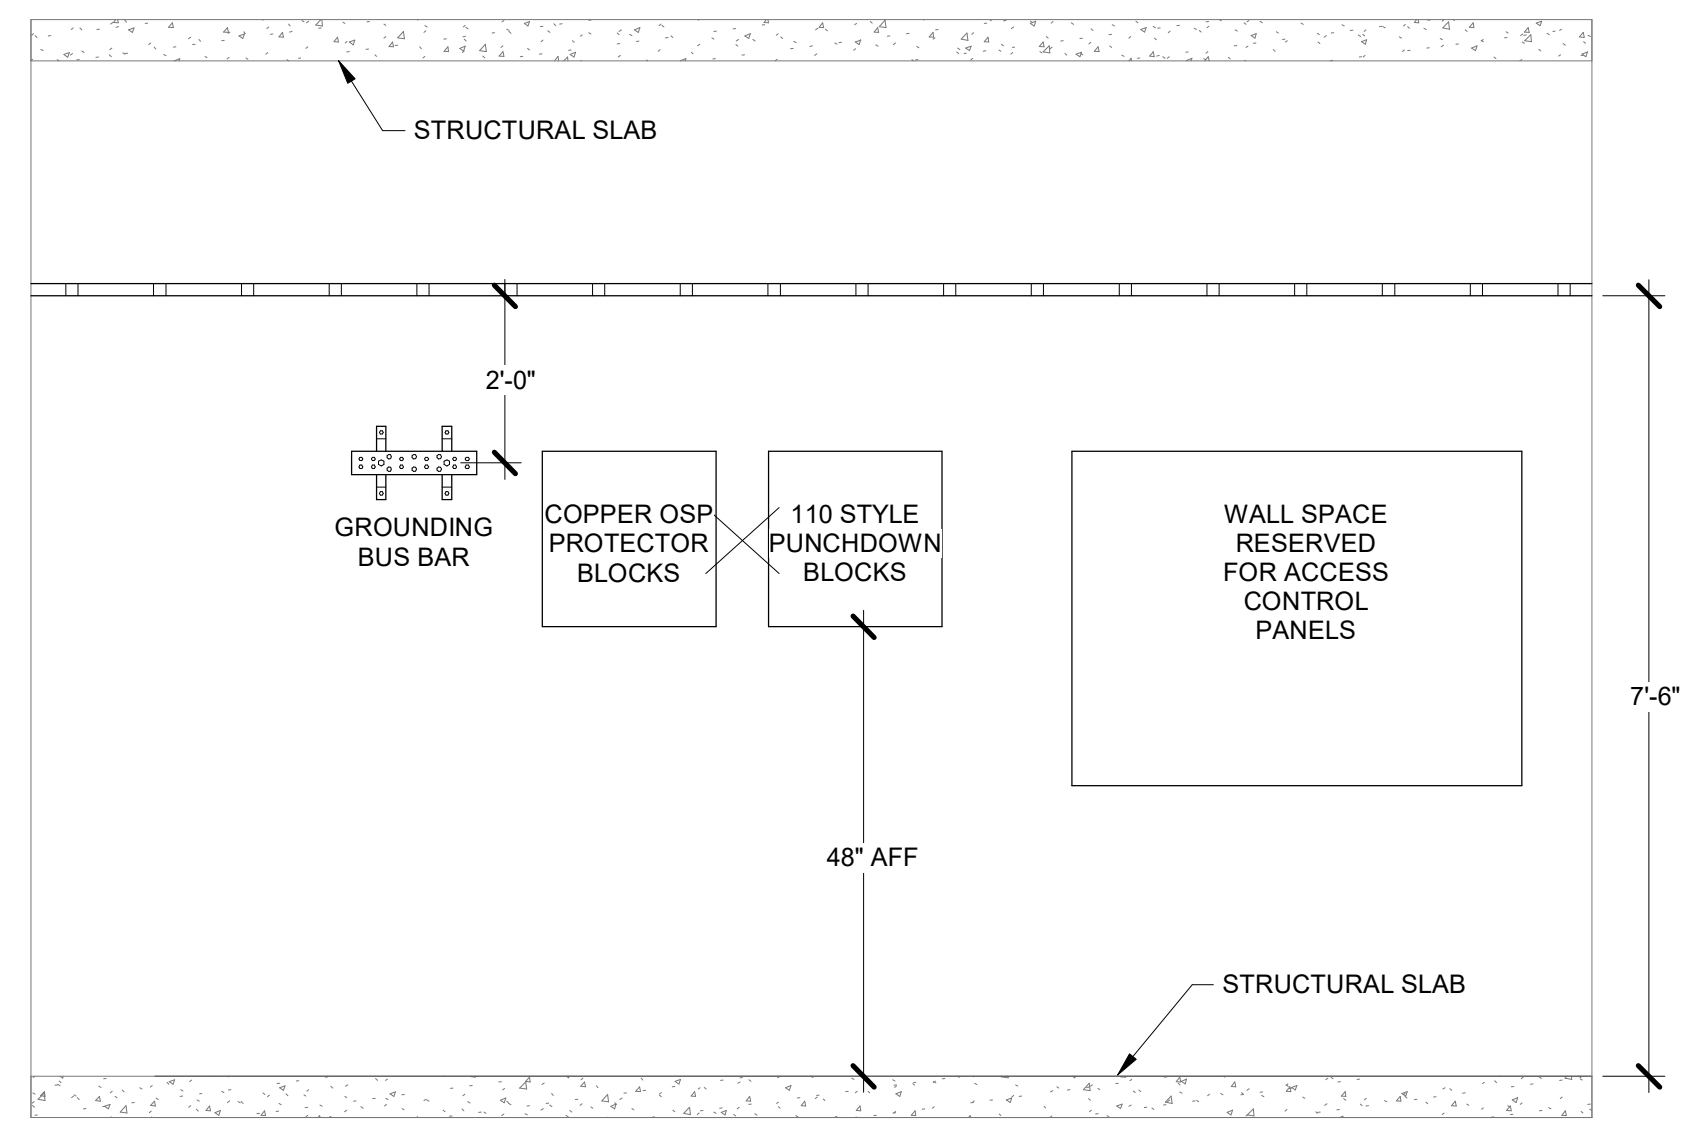 STRUCTURAL SLAB
2'-0"
GROUNDING
BUS BAR
COPPER OSP
PROTECTOR
BLOCKS
110 STYLE
PUNCHDOWN
BLOCKS
WALL SPACE
RESERVED
FOR ACCESS
CONTROL
PANELS
7'-6"
48" AFF
STRUCTURAL SLAB